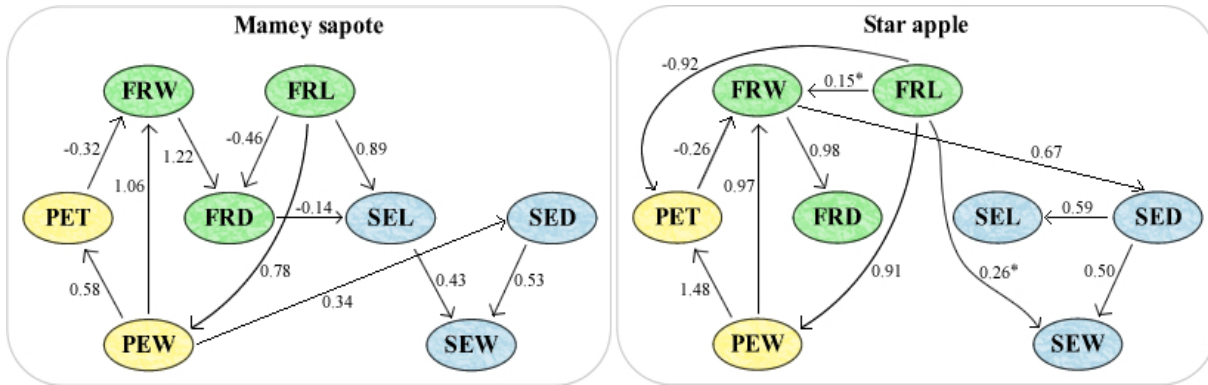 Mamey sapote
FRW FRL
-0.32 1.22 -0.46 0.89
1.06
PET FRD -0.14 SEL SED
0.58 0.78 0.43 0.53
0.34
PEW SEW
Star apple
-0.92
FRW 0.15* FRL
-0.26 0.98 0.67
0.97
PET FRD SEL 0.59 SED
1.48 0.91 0.26* 0.50
PEW SEW